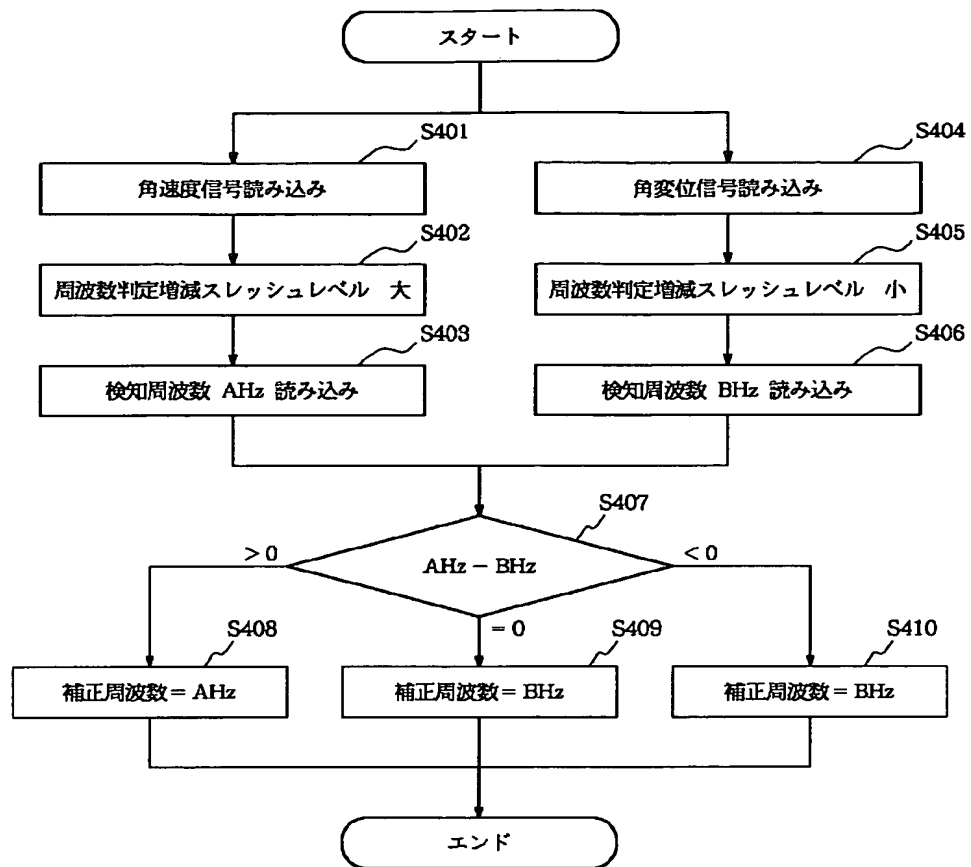 スタート
S401
角速度信号読み込み
S402
周波数判定増減スレッシュレベル 大
S403
検知周波数 AHz 読み込み
S404
角変位信号読み込み
S405
周波数判定増減スレッシュレベル 小
S406
検知周波数 BHz 読み込み
S407
AHz − BHz
> 0
= 0
< 0
S408
補正周波数 = AHz
S409
補正周波数 = BHz
S410
補正周波数 = BHz
エンド